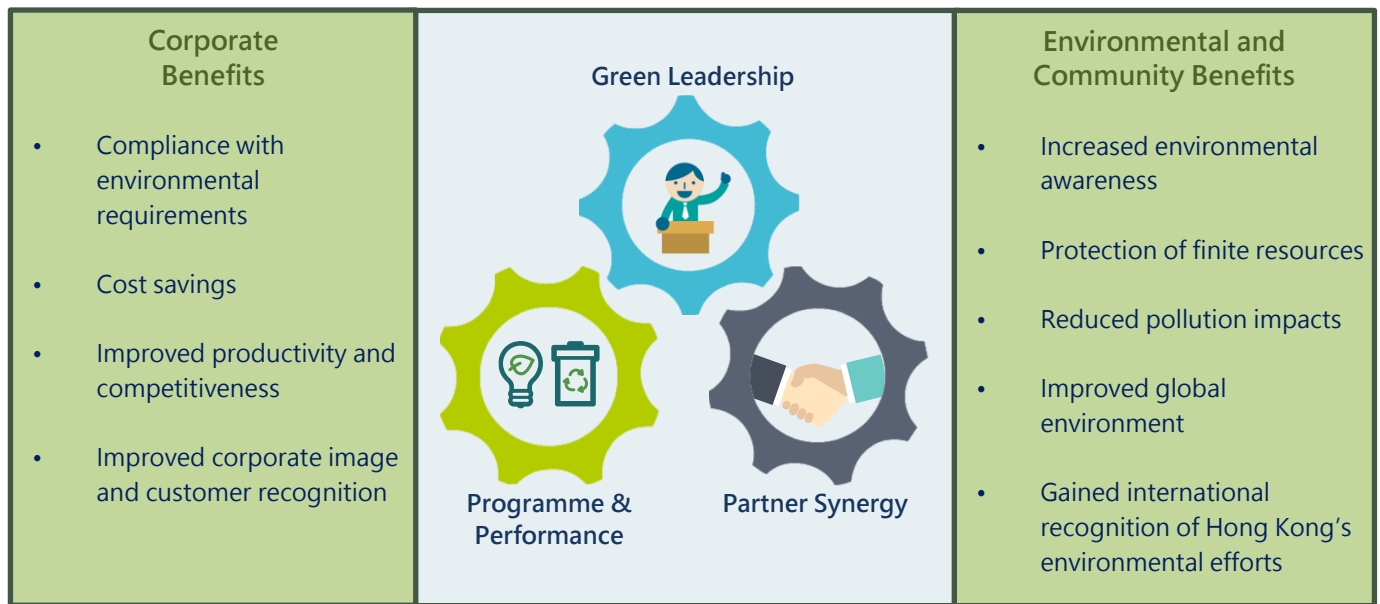 Corporate
Benefits
• Compliance with
environmental
requirements
• Cost savings
• Improved productivity and
competitiveness
• Improved corporate image
and customer recognition
Green Leadership
Programme &
Performance
Partner Synergy
Environmental and
Community Benefits
• Increased environmental
awareness
• Protection of finite resources
• Reduced pollution impacts
• Improved global
environment
• Gained international
recognition of Hong Kong’s
environmental efforts